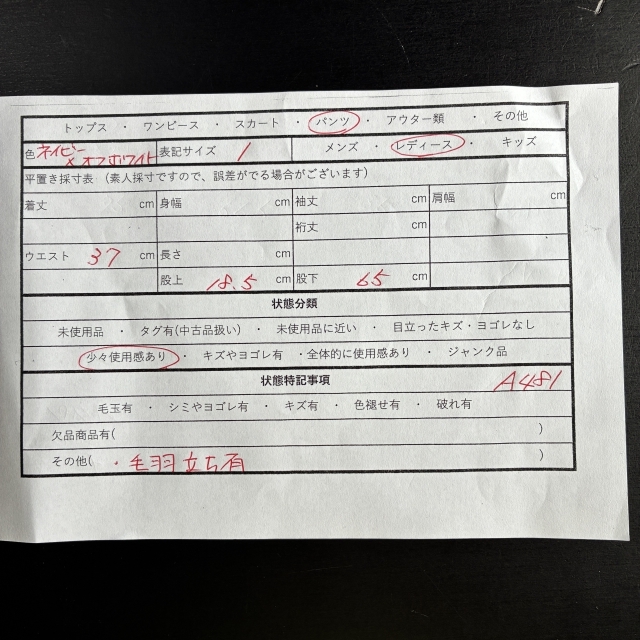 トップス ・ ワンピース ・ スカート ・ パンツ ・ アウター類 ・ その他
色 ネイビー×オフホワイト 表記サイズ 1 メンズ ・ レディース ・ キッズ
平置き採寸表 (素人採寸ですので、誤差がでる場合がございます)
着丈 cm 身幅 cm 袖丈 cm 肩幅 cm
裄丈 cm
ウエスト 37 cm 長さ cm
股上 18.5 cm 股下 65 cm
状態分類
未使用品 ・ タグ有(中古品扱い) ・ 未使用品に近い ・ 目立ったキズ・ヨゴレなし
少々使用感あり ・ キズやヨゴレ有 ・全体的に使用感あり ・ ジャンク品
状態特記事項 A481
毛玉有 ・ シミやヨゴレ有 ・ キズ有 ・ 色褪せ有 ・ 破れ有
欠品商品有( )
その他( ・毛羽立ち有 )